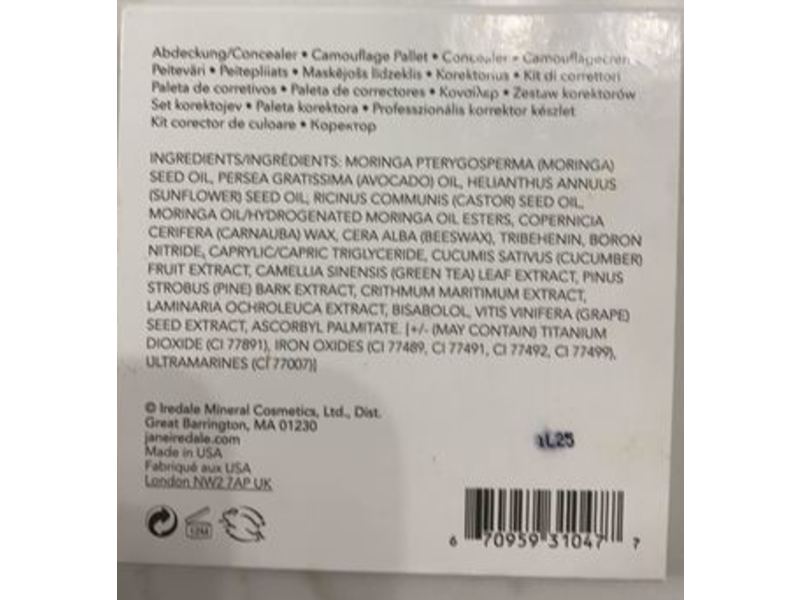 Abdeckung/Concealer • Camouflage Pallet • Concealer • Camouflagecrèm
Peitevári • Peitepliiats • Maskējošs līdzeklis • Korektorius • Kit di correttori
Paleta de corretivos • Paleta de correctores • Κονσίλερ • Zestaw korektorów
Set korektojev • Paleta korektora • Professzionális korrektor készlet
Kit corector de culoare • Коректор
INGREDIENTS/INGRÉDIENTS: MORINGA PTERYGOSPERMA (MORINGA)
SEED OIL, PERSEA GRATISSIMA (AVOCADO) OIL, HELIANTHUS ANNUUS
(SUNFLOWER) SEED OIL, RICINUS COMMUNIS (CASTOR) SEED OIL,
MORINGA OIL/HYDROGENATED MORINGA OIL ESTERS, COPERNICIA
CERIFERA (CARNAUBA) WAX, CERA ALBA (BEESWAX), TRIBEHENIN, BORON
NITRIDE, CAPRYLIC/CAPRIC TRIGLYCERIDE, CUCUMIS SATIVUS (CUCUMBER)
FRUIT EXTRACT, CAMELLIA SINENSIS (GREEN TEA) LEAF EXTRACT, PINUS
STROBUS (PINE) BARK EXTRACT, CRITHMUM MARITIMUM EXTRACT,
LAMINARIA OCHROLEUCA EXTRACT, BISABOLOL, VITIS VINIFERA (GRAPE)
SEED EXTRACT, ASCORBYL PALMITATE. [+/- (MAY CONTAIN) TITANIUM
DIOXIDE (CI 77891), IRON OXIDES (CI 77489, CI 77491, CI 77492, CI 77499),
ULTRAMARINES (CI 77007)]
© Iredale Mineral Cosmetics, Ltd., Dist.
Great Barrington, MA 01230
janeiredale.com
Made in USA
Fabriqué aux USA
London NW2 7AP UK
1L25
12M
6 70959 31047 7